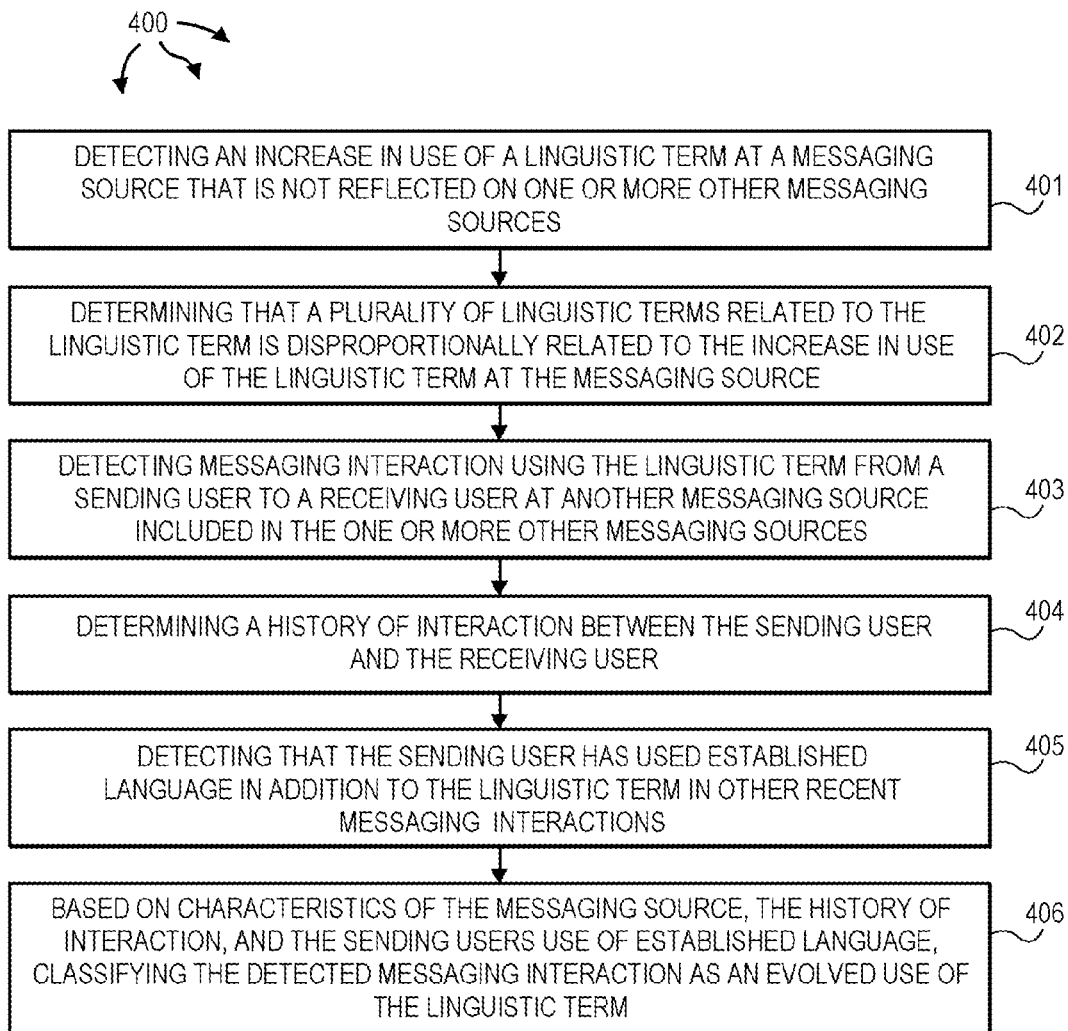 400
DETECTING AN INCREASE IN USE OF A LINGUISTIC TERM AT A MESSAGING
SOURCE THAT IS NOT REFLECTED ON ONE OR MORE OTHER MESSAGING
SOURCES
401
DETERMINING THAT A PLURALITY OF LINGUISTIC TERMS RELATED TO THE
LINGUISTIC TERM IS DISPROPORTIONALLY RELATED TO THE INCREASE IN USE
OF THE LINGUISTIC TERM AT THE MESSAGING SOURCE
402
DETECTING MESSAGING INTERACTION USING THE LINGUISTIC TERM FROM A
SENDING USER TO A RECEIVING USER AT ANOTHER MESSAGING SOURCE
INCLUDED IN THE ONE OR MORE OTHER MESSAGING SOURCES
403
DETERMINING A HISTORY OF INTERACTION BETWEEN THE SENDING USER
AND THE RECEIVING USER
404
DETECTING THAT THE SENDING USER HAS USED ESTABLISHED
LANGUAGE IN ADDITION TO THE LINGUISTIC TERM IN OTHER RECENT
MESSAGING INTERACTIONS
405
BASED ON CHARACTERISTICS OF THE MESSAGING SOURCE, THE HISTORY OF
INTERACTION, AND THE SENDING USERS USE OF ESTABLISHED LANGUAGE,
CLASSIFYING THE DETECTED MESSAGING INTERACTION AS AN EVOLVED USE OF
THE LINGUISTIC TERM
406